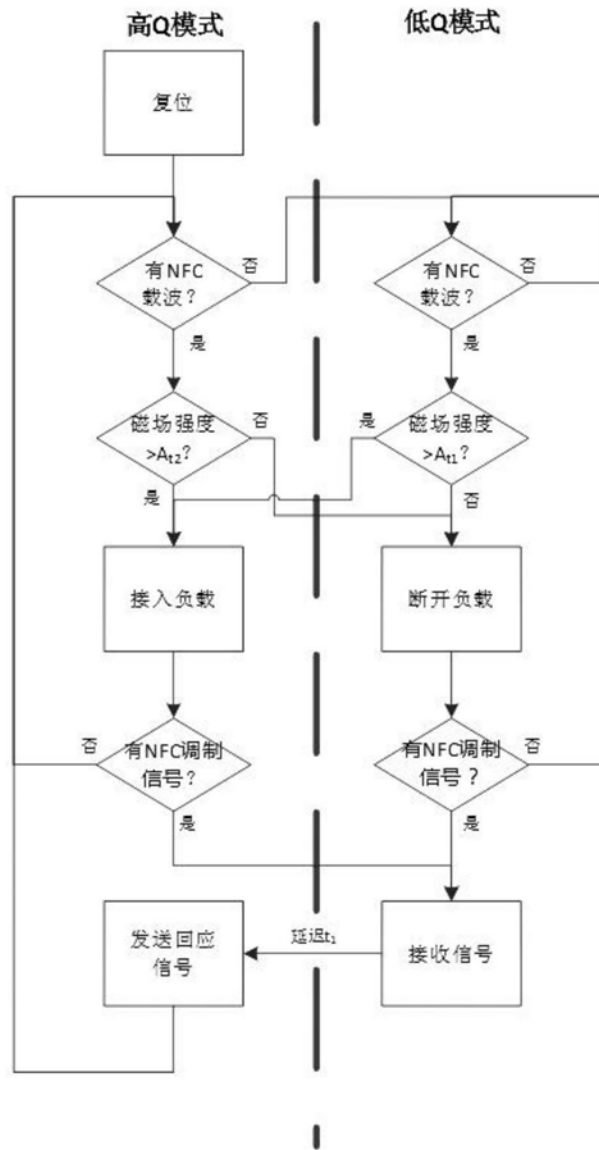 高Q模式
低Q模式
复位
有NFC
载波?
否
是
有NFC
载波?
否
是
磁场强度
>At2?
否
是
磁场强度
>At1?
是
否
接入负载
断开负载
有NFC调制
信号?
否
是
有NFC调制
信号？
否
是
发送回应
信号
延迟t1
接收信号